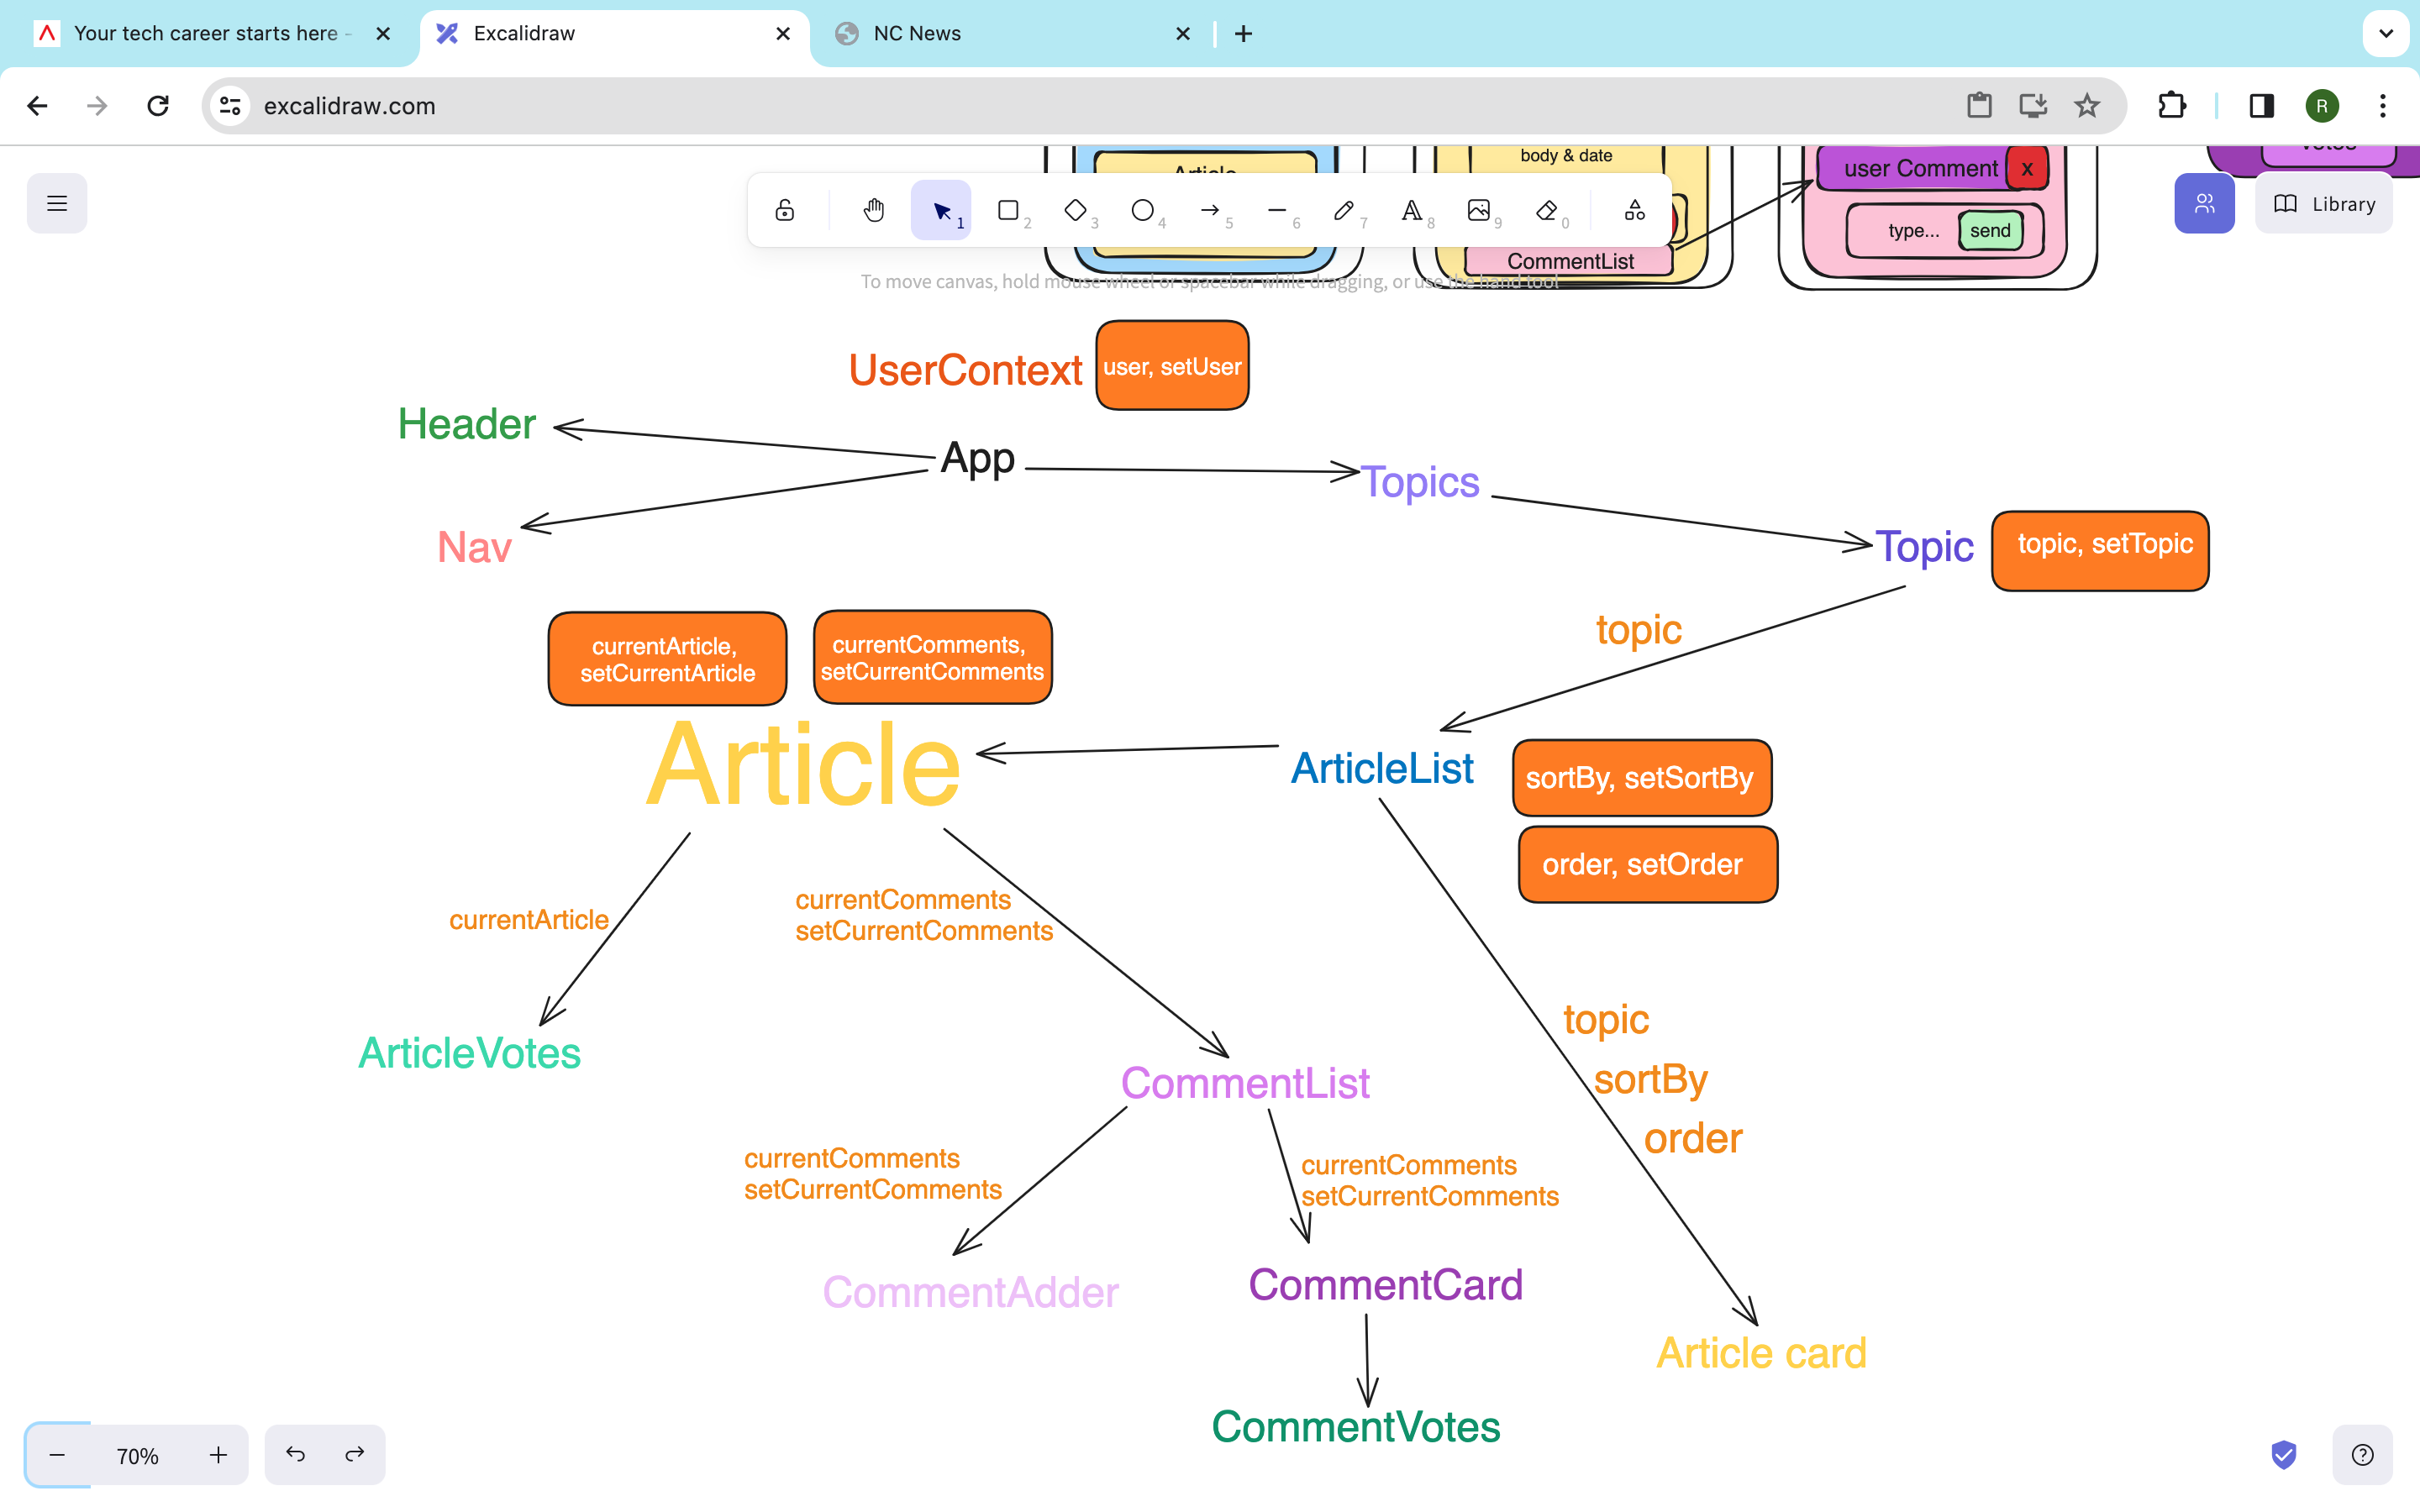 Your tech career starts here -
Excalidraw
NC News
excalidraw.com
R
body & date
user Comment
x
Article
1
2
3
4
5
6
7
8
9
0
Library
type...
send
CommentList
To move canvas, hold mouse wheel or spacebar while dragging, or use the hand tool
UserContext
user, setUser
Header
App
Topics
Nav
Topic
topic, setTopic
topic
currentArticle,
setCurrentArticle
currentComments,
setCurrentComments
Article
ArticleList
sortBy, setSortBy
order, setOrder
currentArticle
currentComments
setCurrentComments
topic
sortBy
order
ArticleVotes
CommentList
currentComments
setCurrentComments
currentComments
setCurrentComments
CommentAdder
CommentCard
Article card
CommentVotes
70%